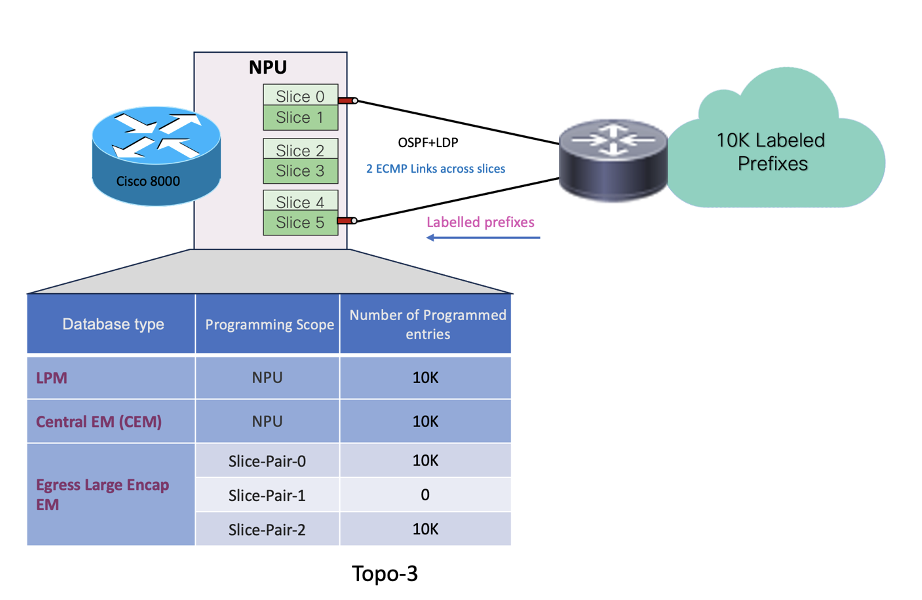 NPU
Slice 0
Slice 1
Slice 2
Slice 3
Slice 4
Slice 5
Cisco 8000
OSPF+LDP
2 ECMP Links across slices
Labelled prefixes
10K Labeled
Prefixes
Database type
Programming Scope
Number of Programmed
entries
LPM
NPU
10K
Central EM (CEM)
NPU
10K
Egress Large Encap
EM
Slice-Pair-0
10K
Slice-Pair-1
0
Slice-Pair-2
10K
Topo-3